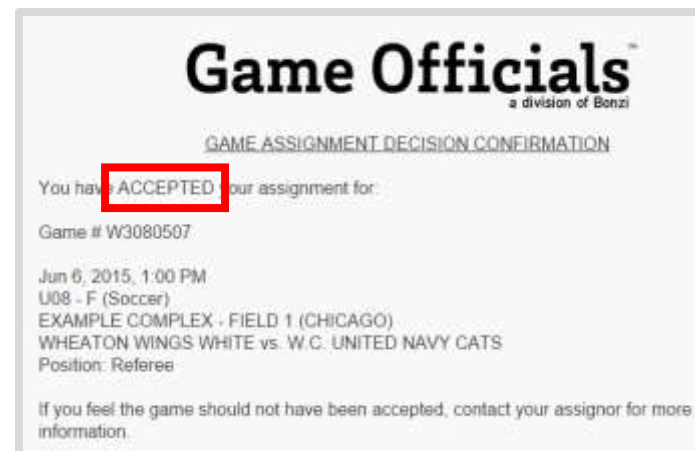 Game Officials™
a division of Bonzi
GAME ASSIGNMENT DECISION CONFIRMATION
You have ACCEPTED your assignment for:
Game # W3080507
Jun 6, 2015, 1:00 PM
U08 - F (Soccer)
EXAMPLE COMPLEX - FIELD 1 (CHICAGO)
WHEATON WINGS WHITE vs. W.C. UNITED NAVY CATS
Position: Referee
If you feel the game should not have been accepted, contact your assignor for more
information.